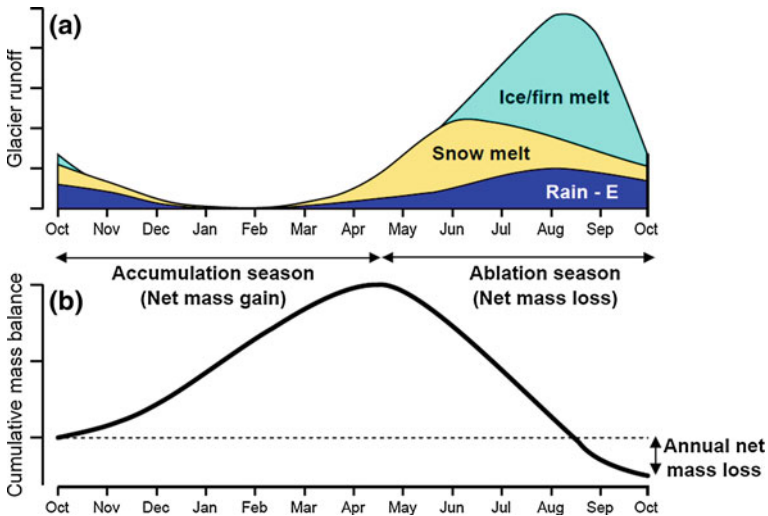 (a)
Glacier runoff
Ice/firn melt
Snow melt
Rain - E
Oct Nov Dec Jan Feb Mar Apr May Jun Jul Aug Sep Oct
Accumulation season
(Net mass gain)
Ablation season
(Net mass loss)
(b)
Cumulative mass balance
Annual net
mass loss
Oct Nov Dec Jan Feb Mar Apr May Jun Jul Aug Sep Oct